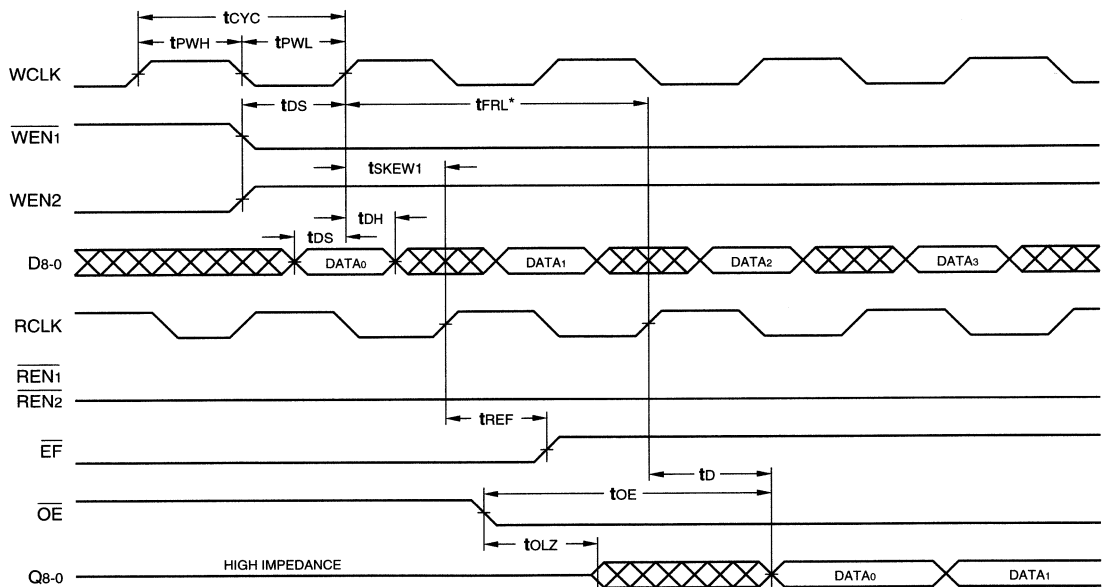 tCYC
tPWH tPWL
WCLK
tDS tFRL*
WEN1
tSKEW1
WEN2
tDH
tDS
D8-0 DATA0 DATA1 DATA2 DATA3
RCLK
REN1
REN2
tREF
EF
tD
tOE
OE
tOLZ
HIGH IMPEDANCE
Q8-0 DATA0 DATA1